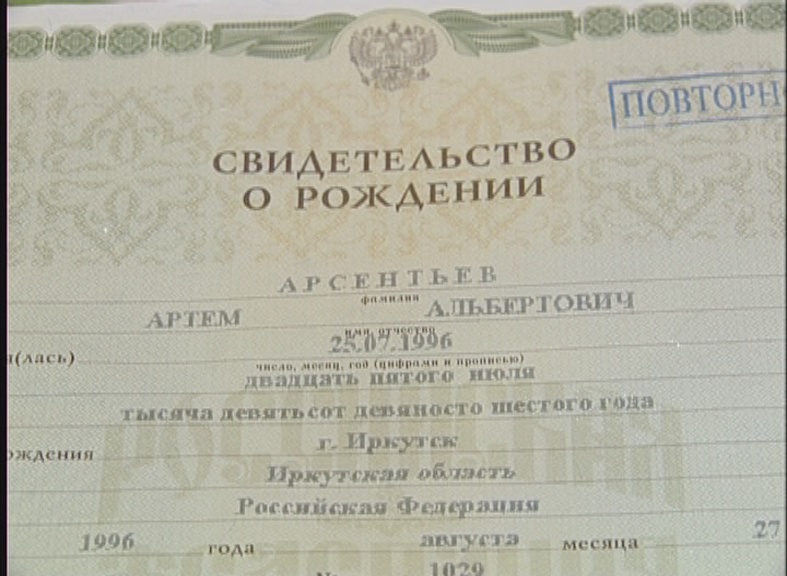 ПОВТОРН
СВИДЕТЕЛЬСТВО
О РОЖДЕНИИ
АРСЕНТЬЕВ
фамилия
АРТЕМ АЛЬБЕРТОВИЧ
имя, отчество
25.07.1996
(лась)
число, месяц, год (цифрами и прописью)
двадцать пятого июля
тысяча девятьсот девяносто шестого года
г. Иркутск
ождения
Иркутская область
Российская Федерация
1996 года августа месяца 27
№ 1029